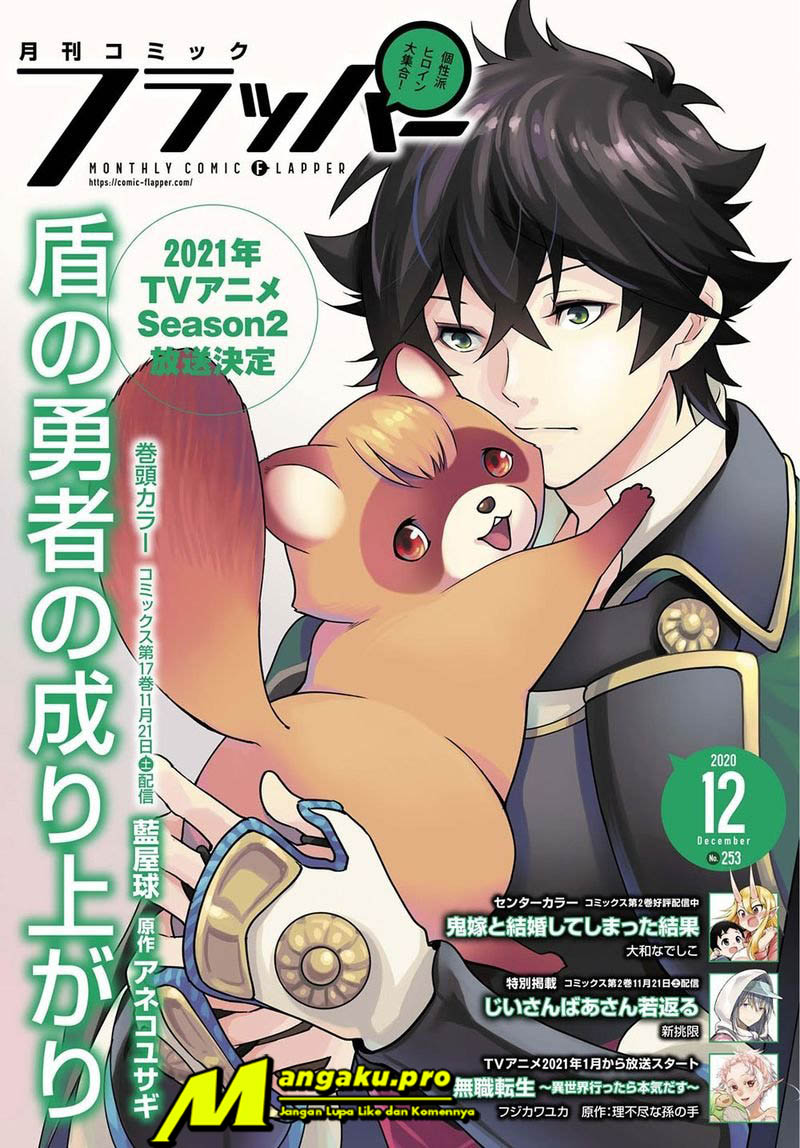 月刊コミック
フラッパー
個性派
ヒロイン
大集合!
MONTHLY COMIC FLAPPER
https://comic-flapper.com/
2021年
TVアニメ
Season2
放送決定
盾の勇者の成り上がり
巻頭カラー コミックス第17巻11月21日㊏配信
藍屋球 原作 アネコユサギ
2020
12
December
No. 253
センターカラー コミックス第2巻好評配信中
鬼嫁と結婚してしまった結果
大和なでしこ
特別掲載 コミックス第2巻11月21日㊏配信
じいさんばあさん若返る
新挑限
TVアニメ2021年1月から放送スタート
無職転生 ~異世界行ったら本気だす~
フジカワユカ 原作:理不尽な孫の手
Mangaku.pro
Jangan Lupa Like dan Komennya